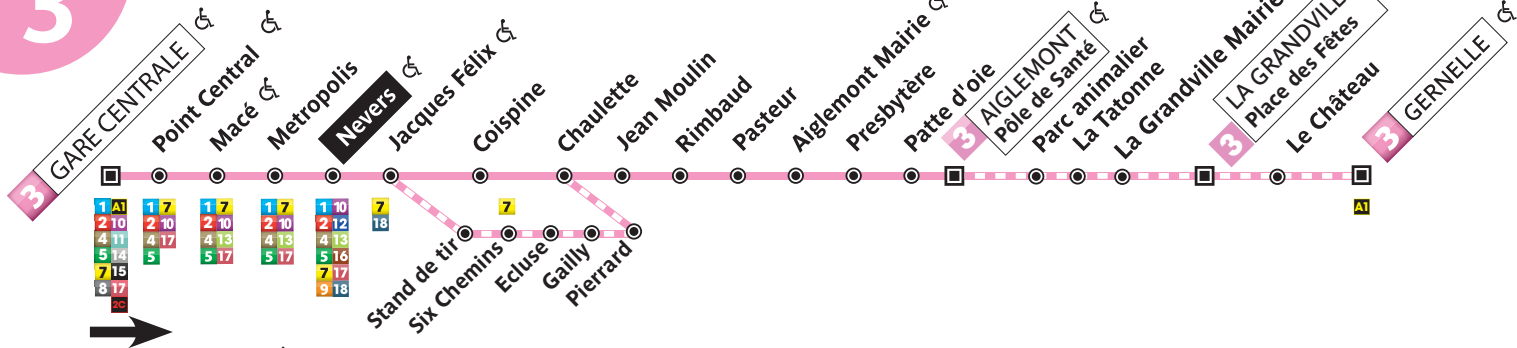 3
3 GARE CENTRALE
Point Central
Macé
Metropolis
Nevers
Jacques Félix
Coispine
Chaulette
Jean Moulin
Rimbaud
Pasteur
Aiglemont Mairie
Presbytère
Patte d'oie
3 AIGLEMONT
Pôle de Santé
Parc animalier
La Tatonne
La Grandville Mairie
3 LA GRANDVILLE
Place des Fêtes
Le Château
3 GERNELLE
1 A1
2 10
4 11
5 14
7 15
8 17
2C
1 7
2 10
4 17
5
1 7
2 10
4 13
5 17
1 7
2 10
4 13
5 17
1 10
2 12
4 13
5 16
7 17
9 18
7
18
7
A1
Stand de tir
Six Chemins
Ecluse
Gailly
Pierrard